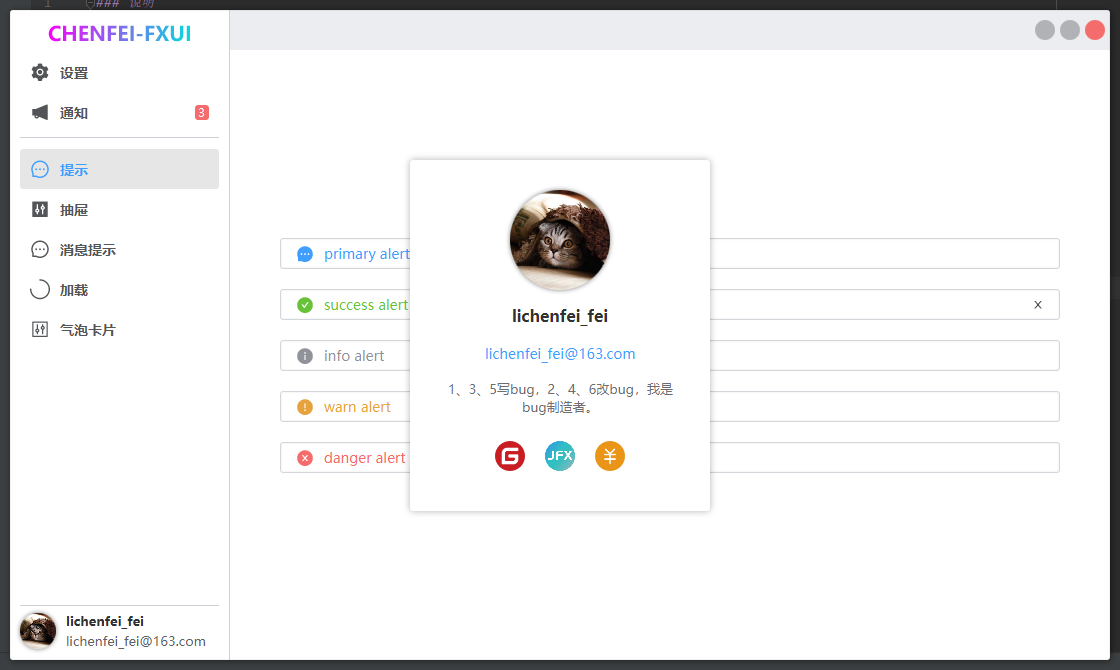 1 ### 说明
CHENFEI-FXUI
设置
通知 3
提示
抽屉
消息提示
加载
气泡卡片
lichenfei_fei
lichenfei_fei@163.com
primary alert
success alert x
info alert
warn alert
danger alert
lichenfei_fei
lichenfei_fei@163.com
1、3、5写bug，2、4、6改bug，我是
bug制造者。
G JFX ¥